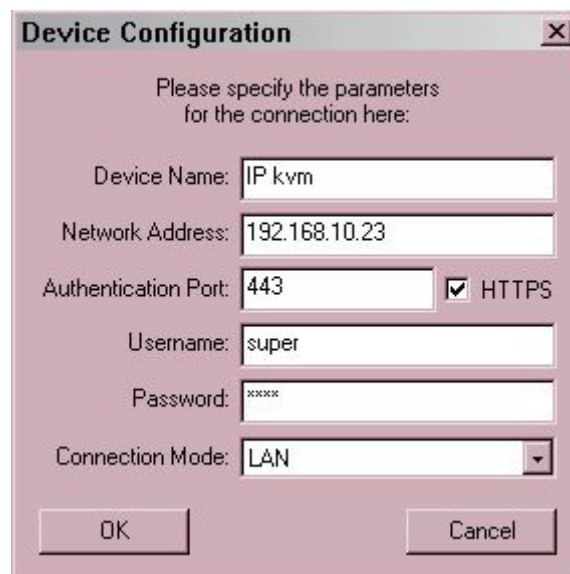 Device Configuration
Please specify the parameters
for the connection here:
Device Name: IP kvm
Network Address: 192.168.10.23
Authentication Port: 443 HTTPS
Username: super
Password: ****
Connection Mode: LAN
OK Cancel